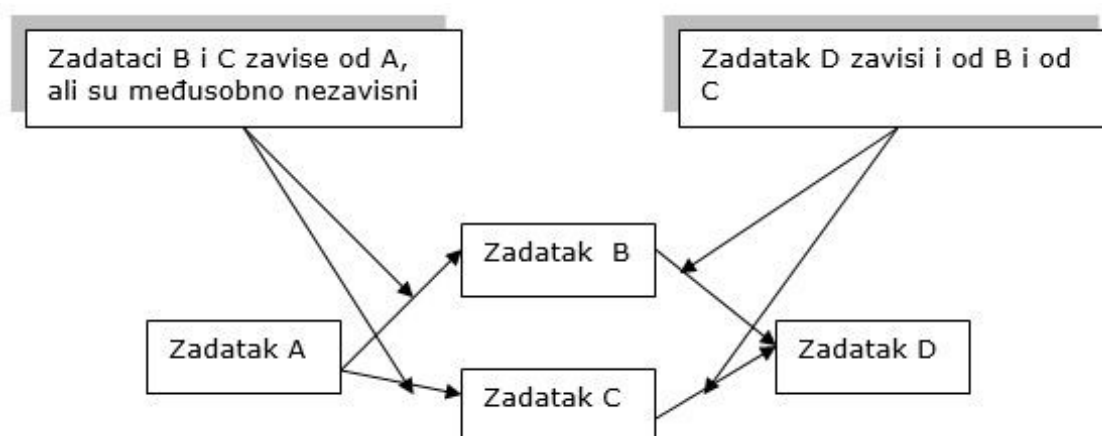 Zadataci B i C zavise od A,
ali su međusobno nezavisni
Zadatak D zavisi i od B i od
C
Zadatak  B
Zadatak A
Zadatak D
Zadatak C